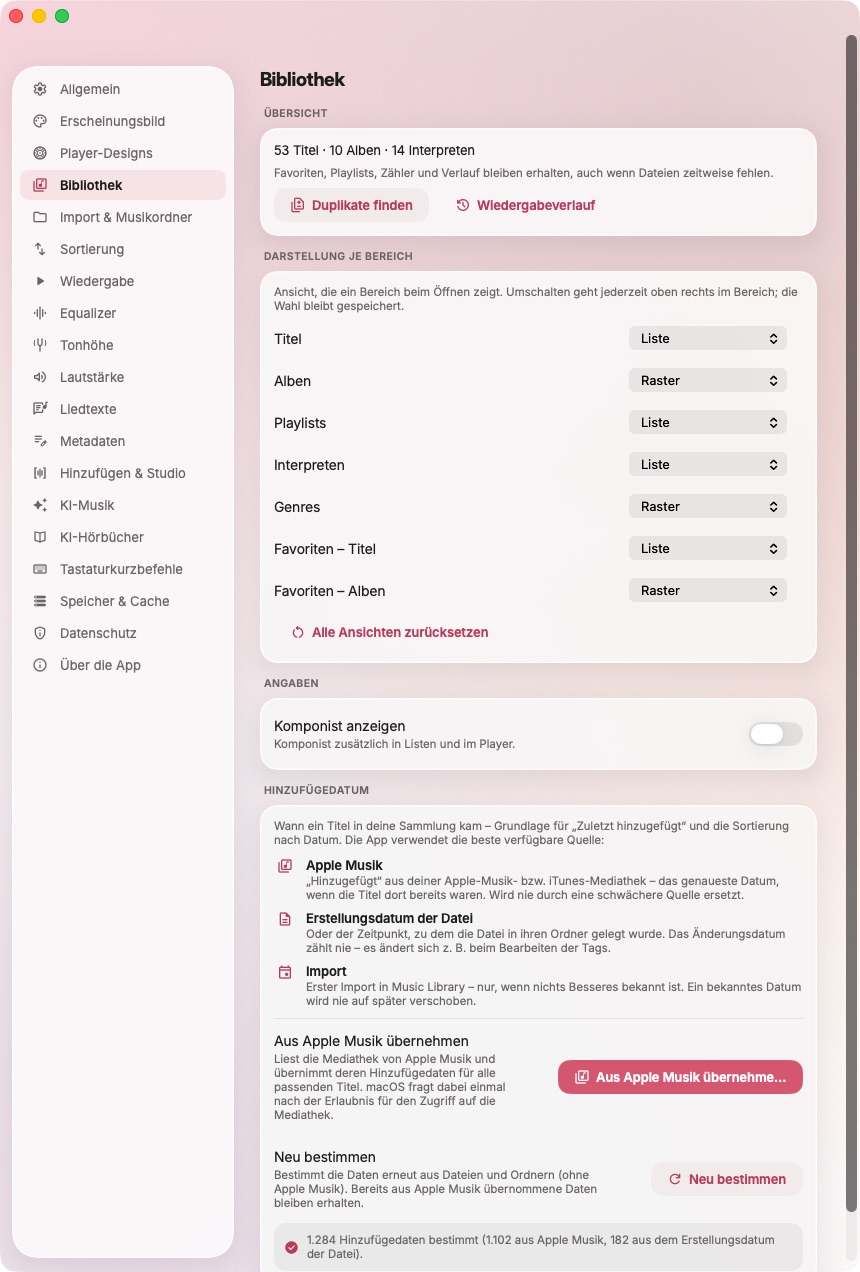 Allgemein
Erscheinungsbild
Player-Designs
Bibliothek
Import & Musikordner
Sortierung
Wiedergabe
Equalizer
Tonhöhe
Lautstärke
Liedtexte
Metadaten
Hinzufügen & Studio
KI-Musik
KI-Hörbücher
Tastaturkurzbefehle
Speicher & Cache
Datenschutz
Über die App
Bibliothek
ÜBERSICHT
53 Titel · 10 Alben · 14 Interpreten
Favoriten, Playlists, Zähler und Verlauf bleiben erhalten, auch wenn Dateien zeitweise fehlen.
Duplikate finden
Wiedergabeverlauf
DARSTELLUNG JE BEREICH
Ansicht, die ein Bereich beim Öffnen zeigt. Umschalten geht jederzeit oben rechts im Bereich; die
Wahl bleibt gespeichert.
Titel Liste
Alben Raster
Playlists Liste
Interpreten Liste
Genres Raster
Favoriten – Titel Liste
Favoriten – Alben Raster
Alle Ansichten zurücksetzen
ANGABEN
Komponist anzeigen
Komponist zusätzlich in Listen und im Player.
HINZUFÜGEDATUM
Wann ein Titel in deine Sammlung kam – Grundlage für „Zuletzt hinzugefügt“ und die Sortierung
nach Datum. Die App verwendet die beste verfügbare Quelle:
Apple Musik
„Hinzugefügt“ aus deiner Apple-Musik- bzw. iTunes-Mediathek – das genaueste Datum,
wenn die Titel dort bereits waren. Wird nie durch eine schwächere Quelle ersetzt.
Erstellungsdatum der Datei
Oder der Zeitpunkt, zu dem die Datei in ihren Ordner gelegt wurde. Das Änderungsdatum
zählt nie – es ändert sich z. B. beim Bearbeiten der Tags.
Import
Erster Import in Music Library – nur, wenn nichts Besseres bekannt ist. Ein bekanntes Datum
wird nie auf später verschoben.
Aus Apple Musik übernehmen
Liest die Mediathek von Apple Musik und
übernimmt deren Hinzufügedaten für alle
passenden Titel. macOS fragt dabei einmal
nach der Erlaubnis für den Zugriff auf die
Mediathek.
Aus Apple Musik übernehme...
Neu bestimmen
Bestimmt die Daten erneut aus Dateien und Ordnern (ohne
Apple Musik). Bereits aus Apple Musik übernommene Daten
bleiben erhalten.
Neu bestimmen
1.284 Hinzufügedaten bestimmt (1.102 aus Apple Musik, 182 aus dem Erstellungsdatum
der Datei).